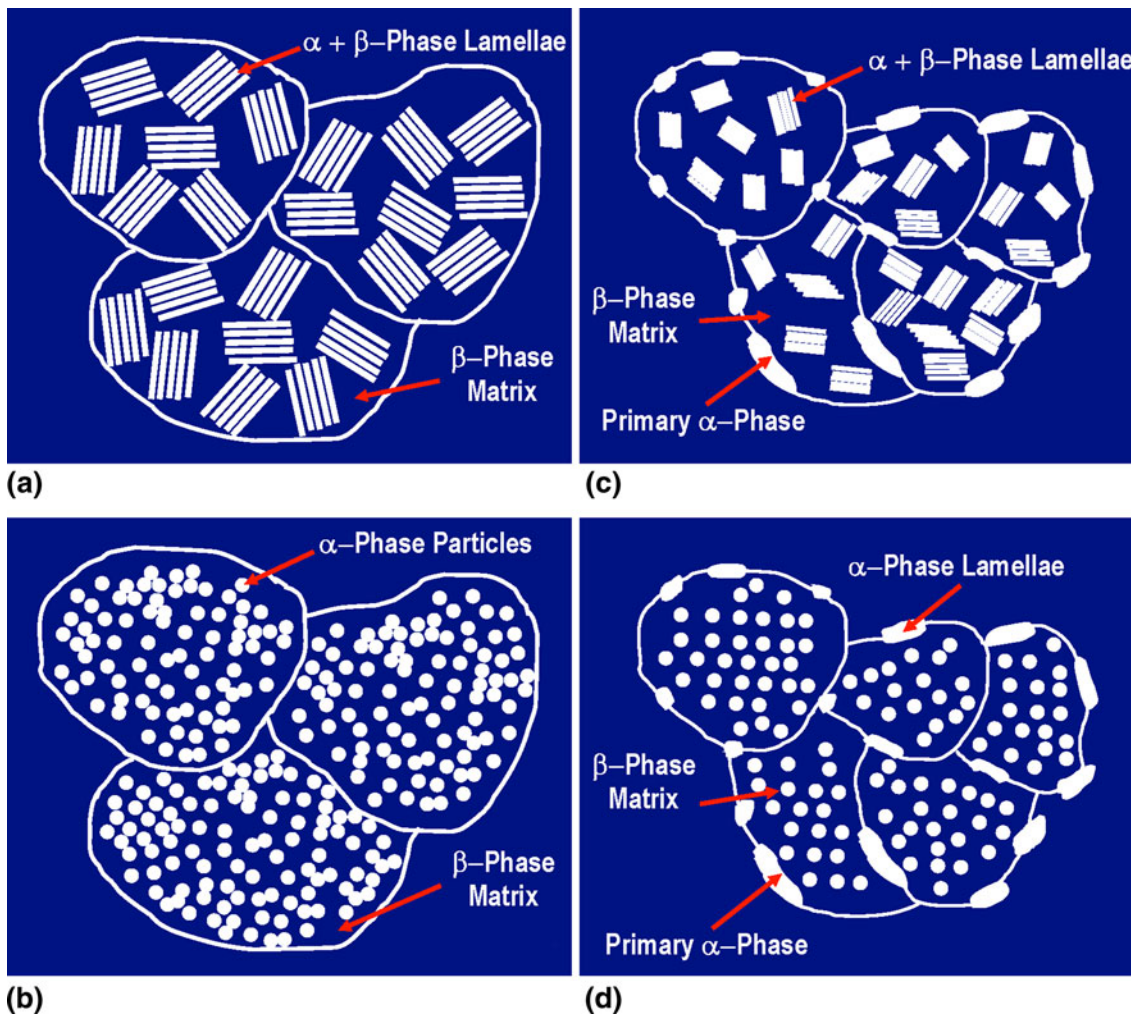 α + β–Phase Lamellae
β–Phase
Matrix
(a)
α + β–Phase Lamellae
β–Phase
Matrix
Primary α–Phase
(c)
α–Phase Particles
β–Phase
Matrix
(b)
α–Phase Lamellae
β–Phase
Matrix
Primary α–Phase
(d)